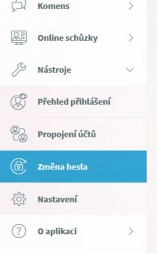 Komens
Online schůzky
Nástroje
Přehled přihlášení
Propojení účtů
Změna hesla
Nastavení
O aplikaci